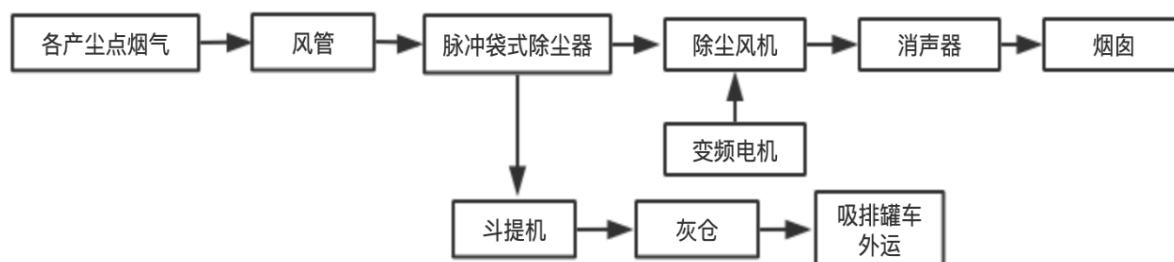 各产尘点烟气
风管
脉冲袋式除尘器
除尘风机
消声器
烟囱
变频电机
斗提机
灰仓
吸排罐车
外运